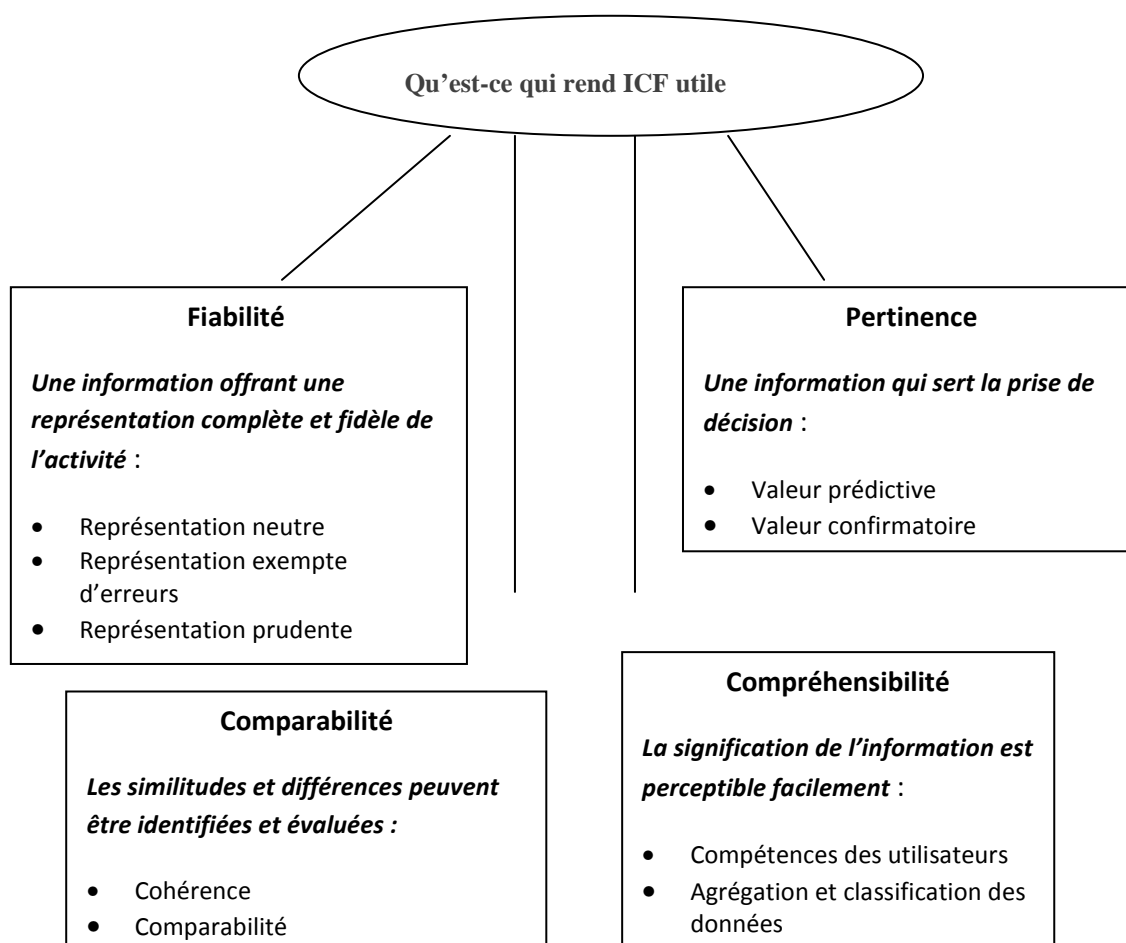 Qu’est-ce qui rend ICF utile
Fiabilité
Une information offrant une
représentation complète et fidèle de
l’activité :
• Représentation neutre
• Représentation exempte
d’erreurs
• Représentation prudente
Pertinence
Une information qui sert la prise de
décision :
• Valeur prédictive
• Valeur confirmatoire
Comparabilité
Les similitudes et différences peuvent
être identifiées et évaluées :
• Cohérence
• Comparabilité
Compréhensibilité
La signification de l’information est
perceptible facilement :
• Compétences des utilisateurs
• Agrégation et classification des
données